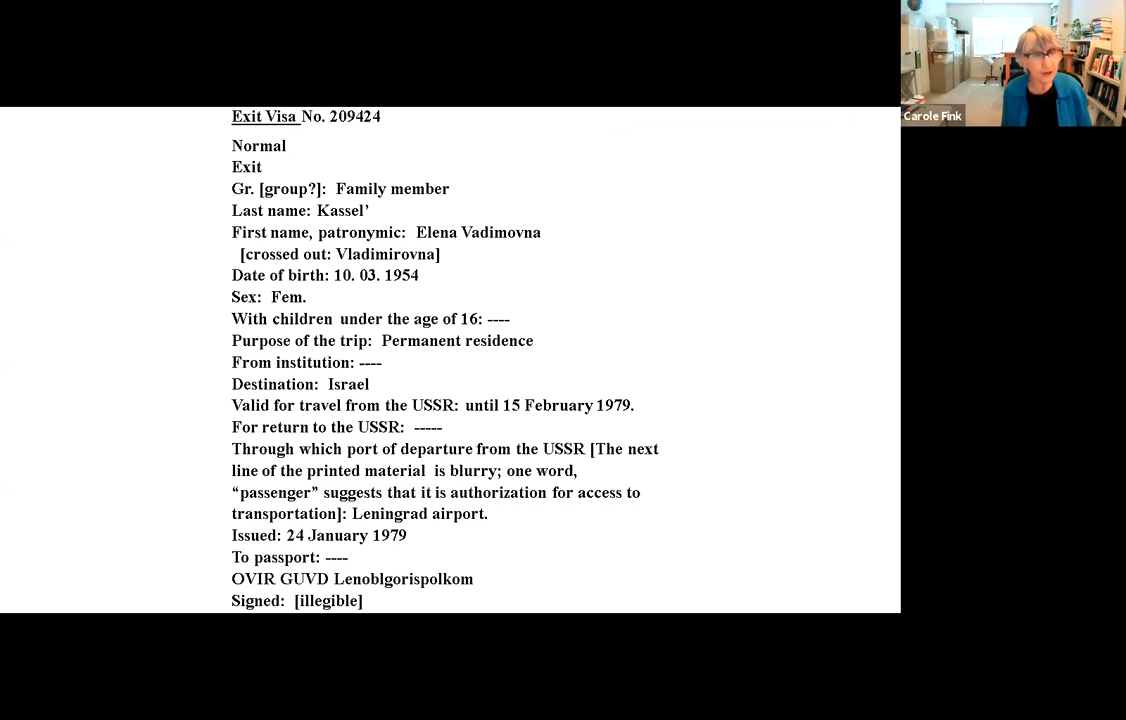 Exit Visa No. 209424
Normal
Exit
Gr. [group?]: Family member
Last name: Kassel’
First name, patronymic: Elena Vadimovna
[crossed out: Vladimirovna]
Date of birth: 10. 03. 1954
Sex: Fem.
With children under the age of 16: ----
Purpose of the trip: Permanent residence
From institution: ----
Destination: Israel
Valid for travel from the USSR: until 15 February 1979.
For return to the USSR: -----
Through which port of departure from the USSR [The next
line of the printed material is blurry; one word,
“passenger” suggests that it is authorization for access to
transportation]: Leningrad airport.
Issued: 24 January 1979
To passport: ----
OVIR GUVD Lenoblgorispolkom
Signed: [illegible]
Carole Fink